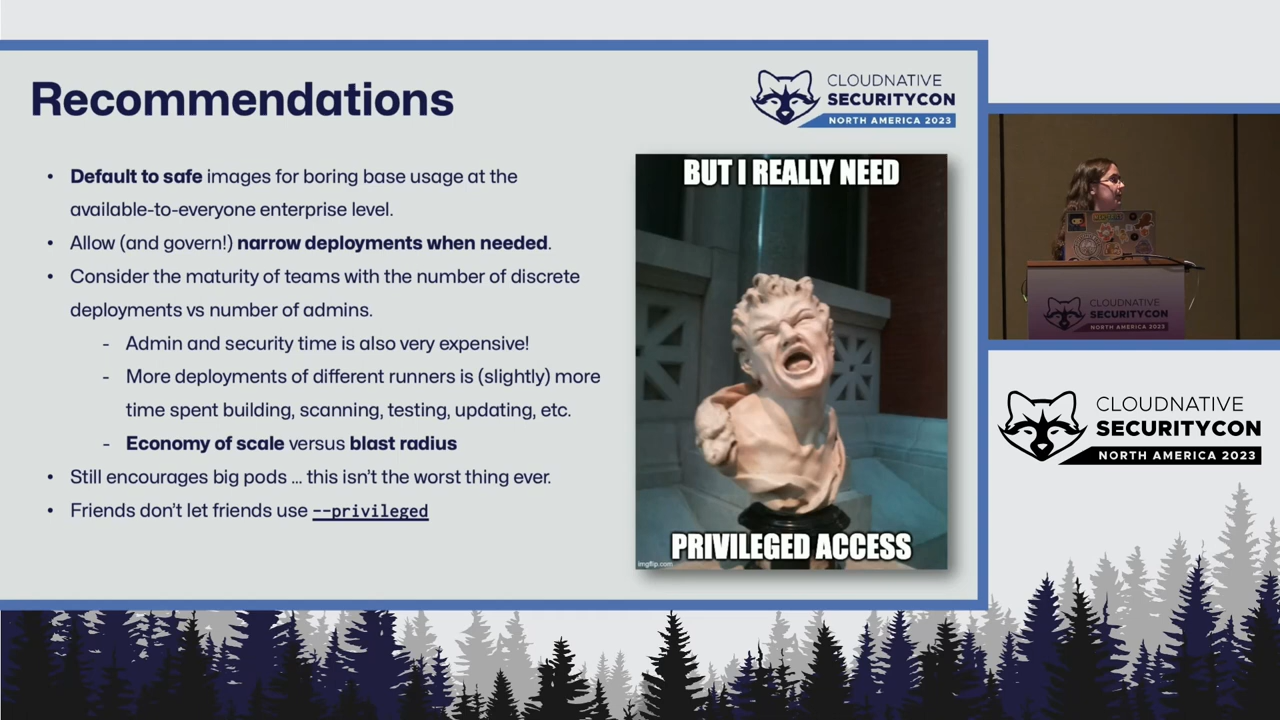 Recommendations
CLOUDNATIVE
SECURITYCON
NORTH AMERICA 2023
• Default to safe images for boring base usage at the
available-to-everyone enterprise level.
• Allow (and govern!) narrow deployments when needed.
• Consider the maturity of teams with the number of discrete
deployments vs number of admins.
- Admin and security time is also very expensive!
- More deployments of different runners is (slightly) more
time spent building, scanning, testing, updating, etc.
- Economy of scale versus blast radius
• Still encourages big pods ... this isn't the worst thing ever.
• Friends don't let friends use --privileged
BUT I REALLY NEED
PRIVILEGED ACCESS
imgflip.com
CLOUDNATIVE
SECURITYCON
NORTH AMERICA 2023
CLOUDNATIVE
SECURITYCON
NORTH AMERICA 2023